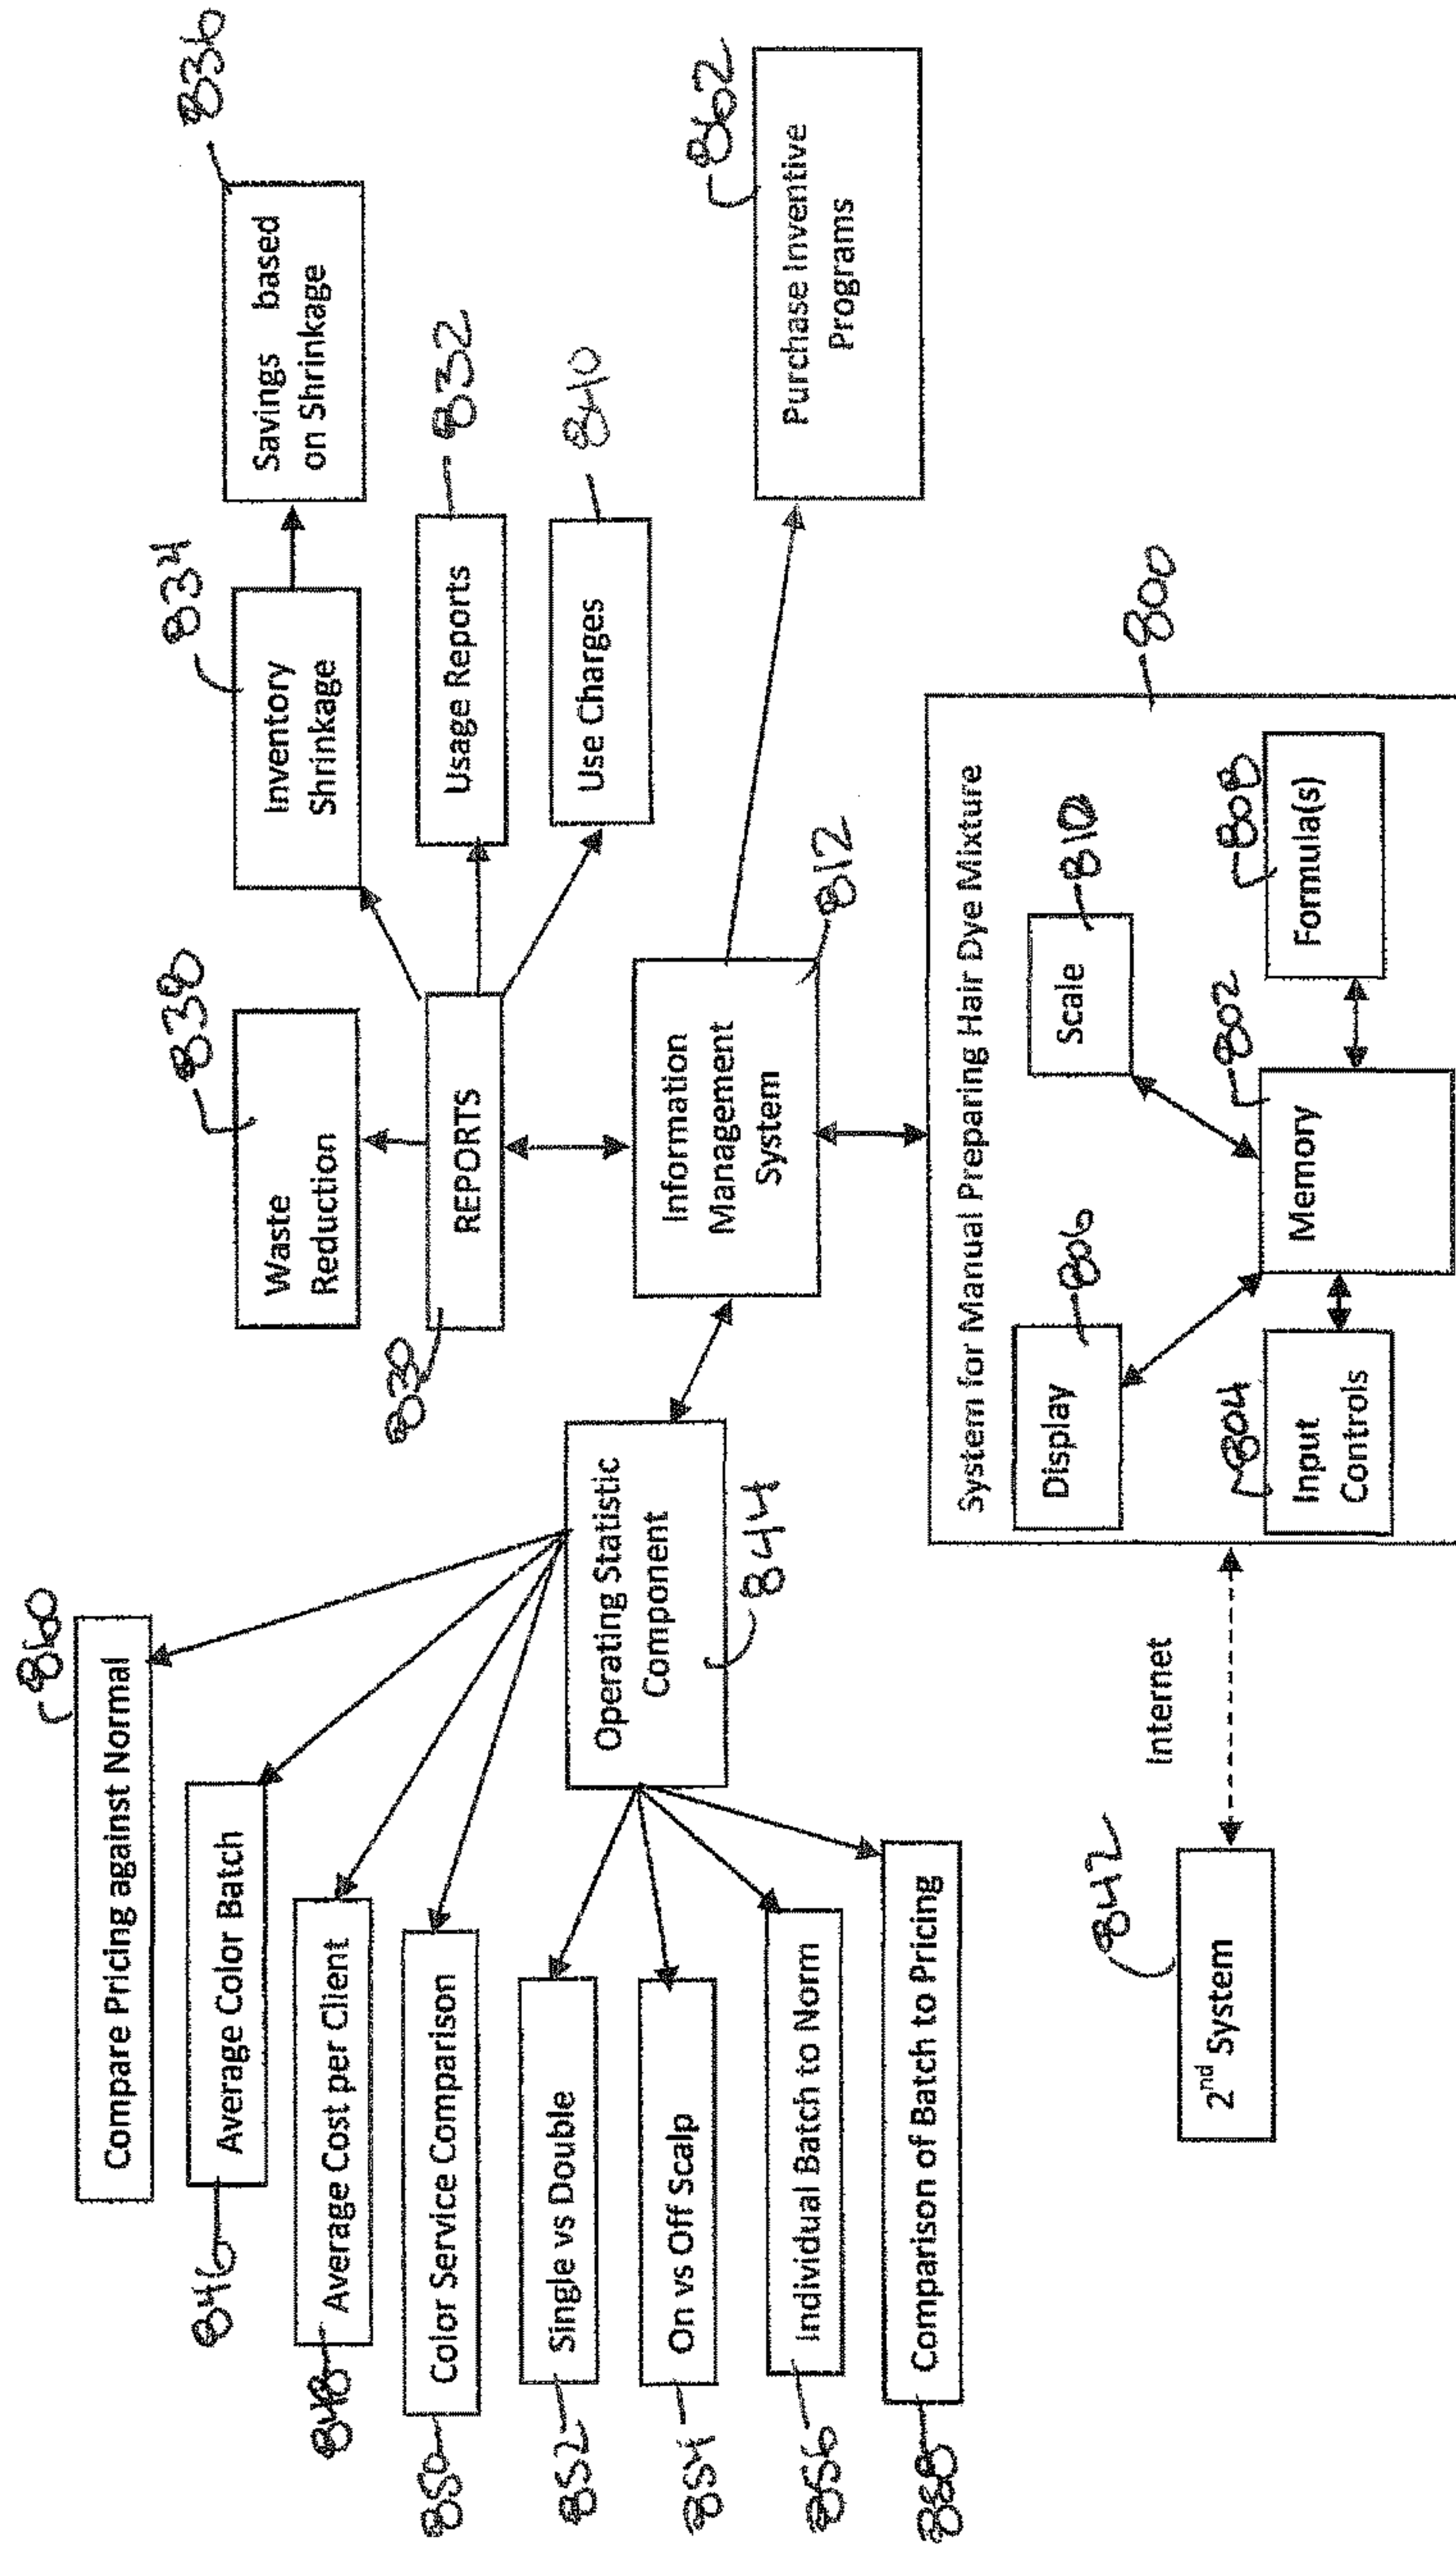 860
Compare Pricing against Normal
846
Average Color Batch
848
Average Cost per Client
850
Color Service Comparison
852
Single vs Double
854
On vs Off Scalp
856
Individual Batch to Norm
Comparison of Batch to Pricing
Operating Statistic
Component
844
838
Waste
Reduction
834
Inventory
Shrinkage
836
Savings based
on Shrinkage
830
REPORTS
Usage Reports
832
Use Charges
840
Information
Management
System
812
862
Purchase Inventive
Programs
842
2nd System
Internet
800
System for Manual Preparing Hair Dye Mixture
Display
806
Scale
810
804
Input
Controls
802
Memory
808
Formula(s)